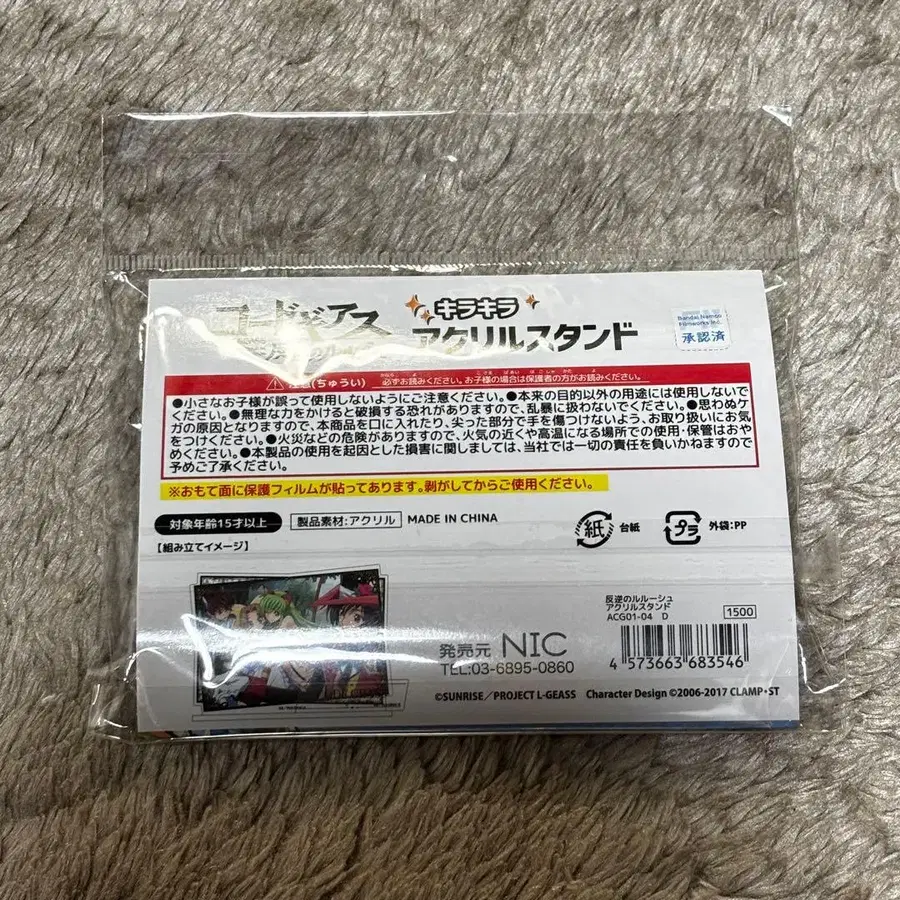 コードギアス
キラキラ
アクリルスタンド
Bandai Namco
Filmworks Inc.
承認済
注意(ちゅうい) 必ずお読みください。お子様の場合は保護者の方がお読みください。
●小さなお子様が誤って使用しないようにご注意ください。●本来の目的以外の用途には使用しないで
ください。●無理な力をかけると破損する恐れがありますので、乱暴に扱わないでください。●思わぬケ
ガの原因となりますので、本商品を口に入れたり、尖った部分で手を傷つけないよう、お取り扱いにお気
をつけください。●火災などの危険がありますので、火気の近くや高温になる場所での使用・保管はおや
めください。●本製品の使用を起因とした損害に関しましては、当社では一切の責任を負いかねますので
予めご了承ください。
※おもて面に保護フィルムが貼ってあります。剥がしてからご使用ください。
対象年齢15才以上 製品素材:アクリル MADE IN CHINA
紙 台紙 プラ 外袋:PP
【組み立てイメージ】
反逆のルルーシュ
アクリルスタンド
ACG01-04 D 1500
発売元 NIC
TEL:03-6895-0860
4 573663 683546
©SUNRISE／PROJECT L-GEASS Character Design ©2006-2017 CLAMP・ST